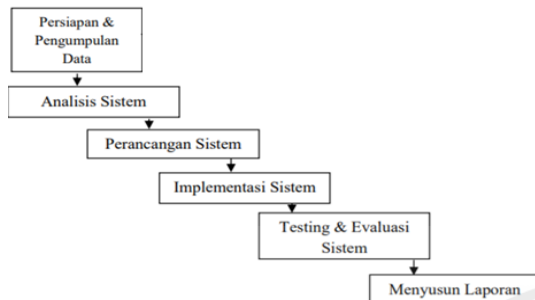 Persiapan &
Pengumpulan
Data
Analisis Sistem
Perancangan Sistem
Implementasi Sistem
Testing & Evaluasi
Sistem
Menyusun Laporan